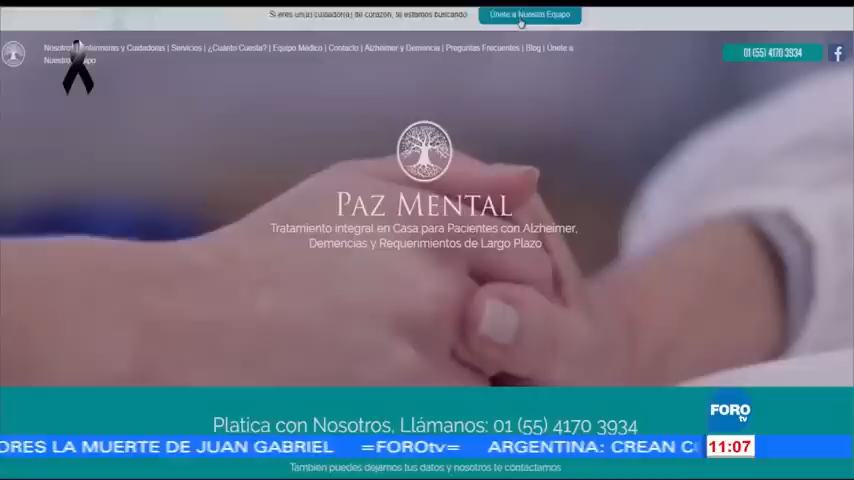 Si eres un(a) cuidador(a) de corazón, te estamos buscando
Únete a Nuestro Equipo
Nosotros | Enfermeras y Cuidadoras | Servicios | ¿Cuánto Cuesta? | Equipo Médico | Contacto | Alzheimer y Demencia | Preguntas Frecuentes | Blog | Únete a
Nuestro Equipo
01 (55) 4170 3934
f
PAZ MENTAL
Tratamiento integral en Casa para Pacientes con Alzheimer,
Demencias y Requerimientos de Largo Plazo
Platica con Nosotros, Llámanos: 01 (55) 4170 3934
FORO
tv
ORES LA MUERTE DE JUAN GABRIEL =FOROtv= ARGENTINA: CREAN
11:07
También puedes dejarnos tus datos y nosotros te contactamos